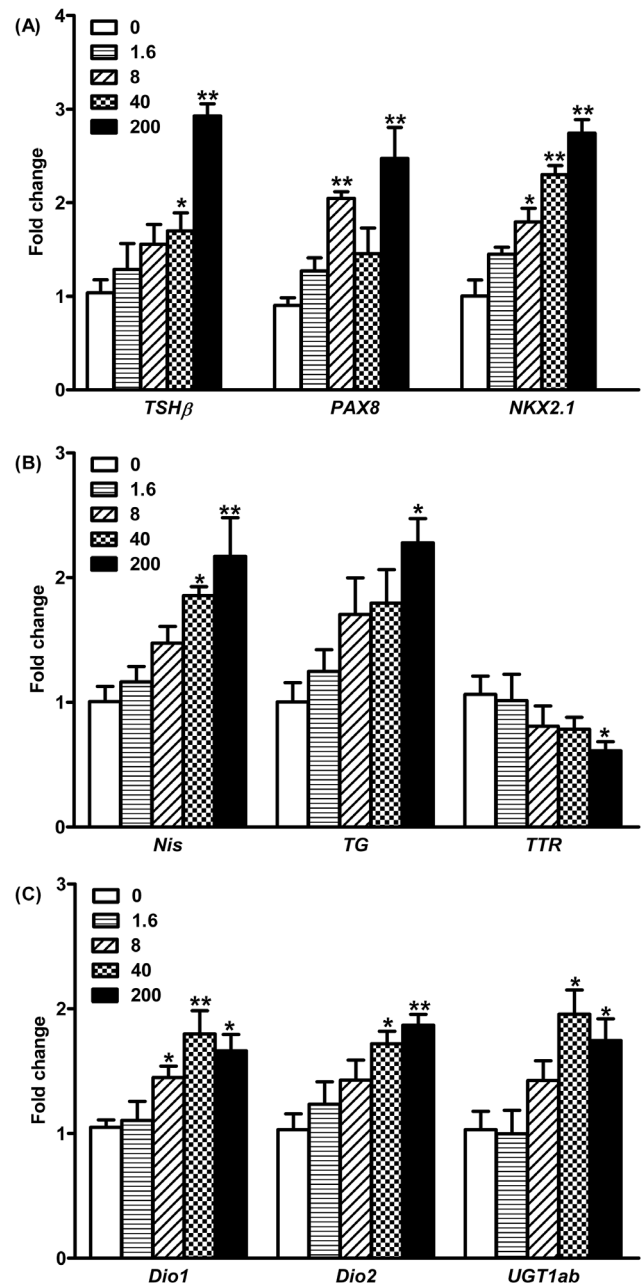 (A)
0
1.6
8
40
200
Fold change
4
3
2
1
0
** ** ** ** ** * *
TSHβ PAX8 NKX2.1
(B)
0
1.6
8
40
200
Fold change
3
2
1
0
** * * *
Nis TG TTR
(C)
0
1.6
8
40
200
Fold change
3
2
1
0
* ** * * ** * *
Dio1 Dio2 UGT1ab